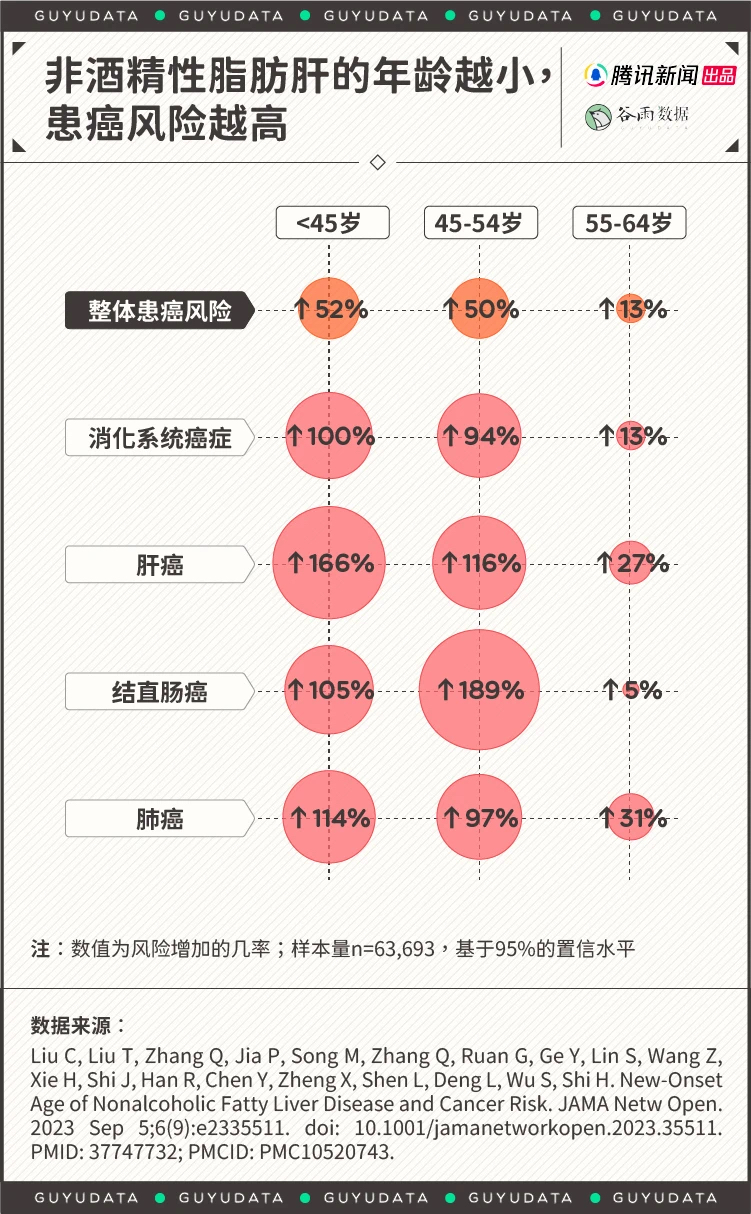 GUYUDATA GUYUDATA GUYUDATA GUYUDATA GUYUDATA
非酒精性脂肪肝的年龄越小，
患癌风险越高
腾讯新闻 出品
谷雨数据
GUYUDATA
<45岁 45-54岁 55-64岁
整体患癌风险 ↑52% ↑50% ↑13%
消化系统癌症 ↑100% ↑94% ↑13%
肝癌 ↑166% ↑116% ↑27%
结直肠癌 ↑105% ↑189% ↑5%
肺癌 ↑114% ↑97% ↑31%
注：数值为风险增加的几率；样本量n=63,693，基于95%的置信水平
数据来源：
Liu C, Liu T, Zhang Q, Jia P, Song M, Zhang Q, Ruan G, Ge Y, Lin S, Wang Z,
Xie H, Shi J, Han R, Chen Y, Zheng X, Shen L, Deng L, Wu S, Shi H. New-Onset
Age of Nonalcoholic Fatty Liver Disease and Cancer Risk. JAMA Netw Open.
2023 Sep 5;6(9):e2335511. doi: 10.1001/jamanetworkopen.2023.35511.
PMID: 37747732; PMCID: PMC10520743.
GUYUDATA GUYUDATA GUYUDATA GUYUDATA GUYUDATA